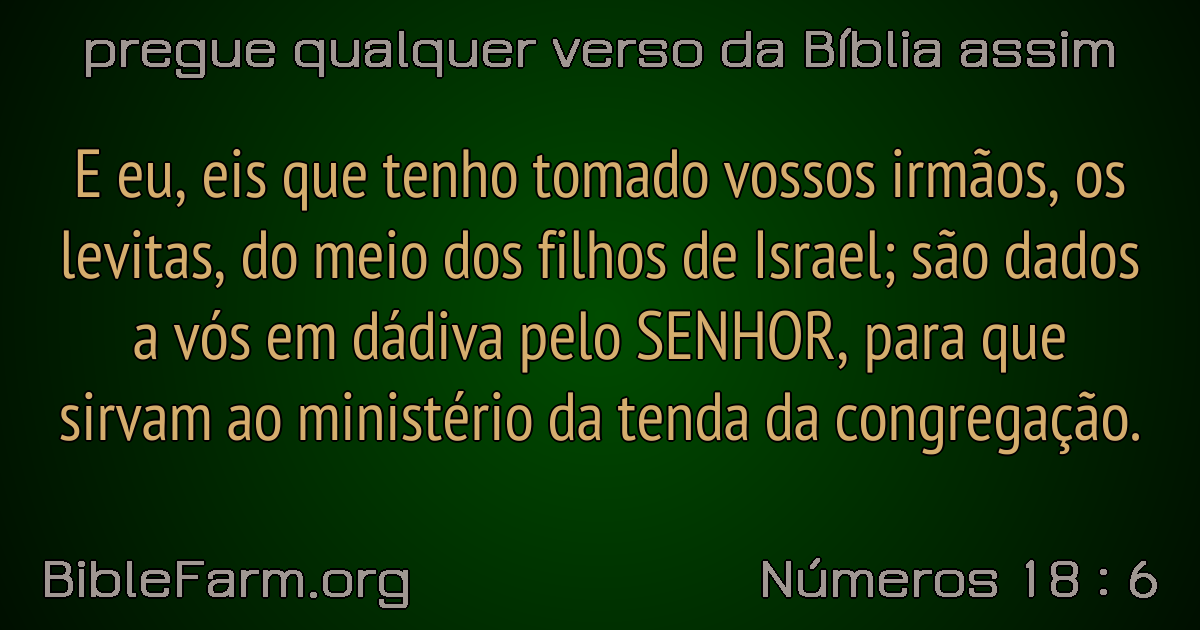 pregue qualquer verso da Bíblia assim
E eu, eis que tenho tomado vossos irmãos, os
levitas, do meio dos filhos de Israel; são dados
a vós em dádiva pelo SENHOR, para que
sirvam ao ministério da tenda da congregação.
BibleFarm.org
Números 18 : 6